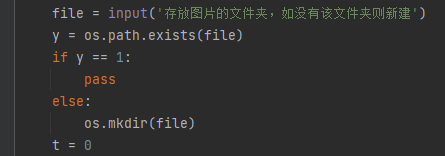 file = input('存放图片的文件夹，如没有该文件夹则新建')
y = os.path.exists(file)
if y == 1:
    pass
else:
    os.mkdir(file)
t = 0